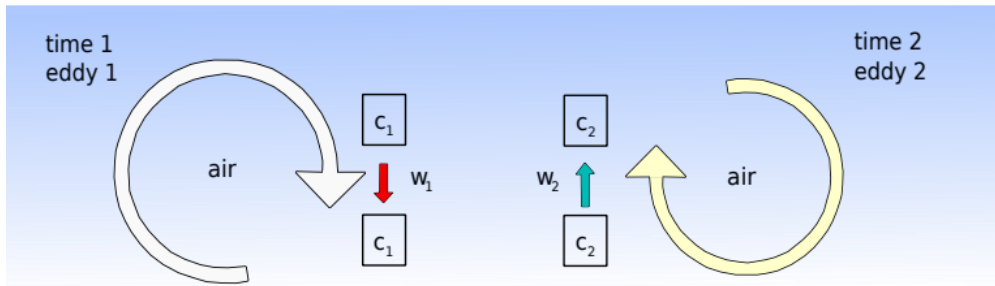 time 1
eddy 1
air
c₁
w₁
c₁
c₂
w₂
c₂
time 2
eddy 2
air